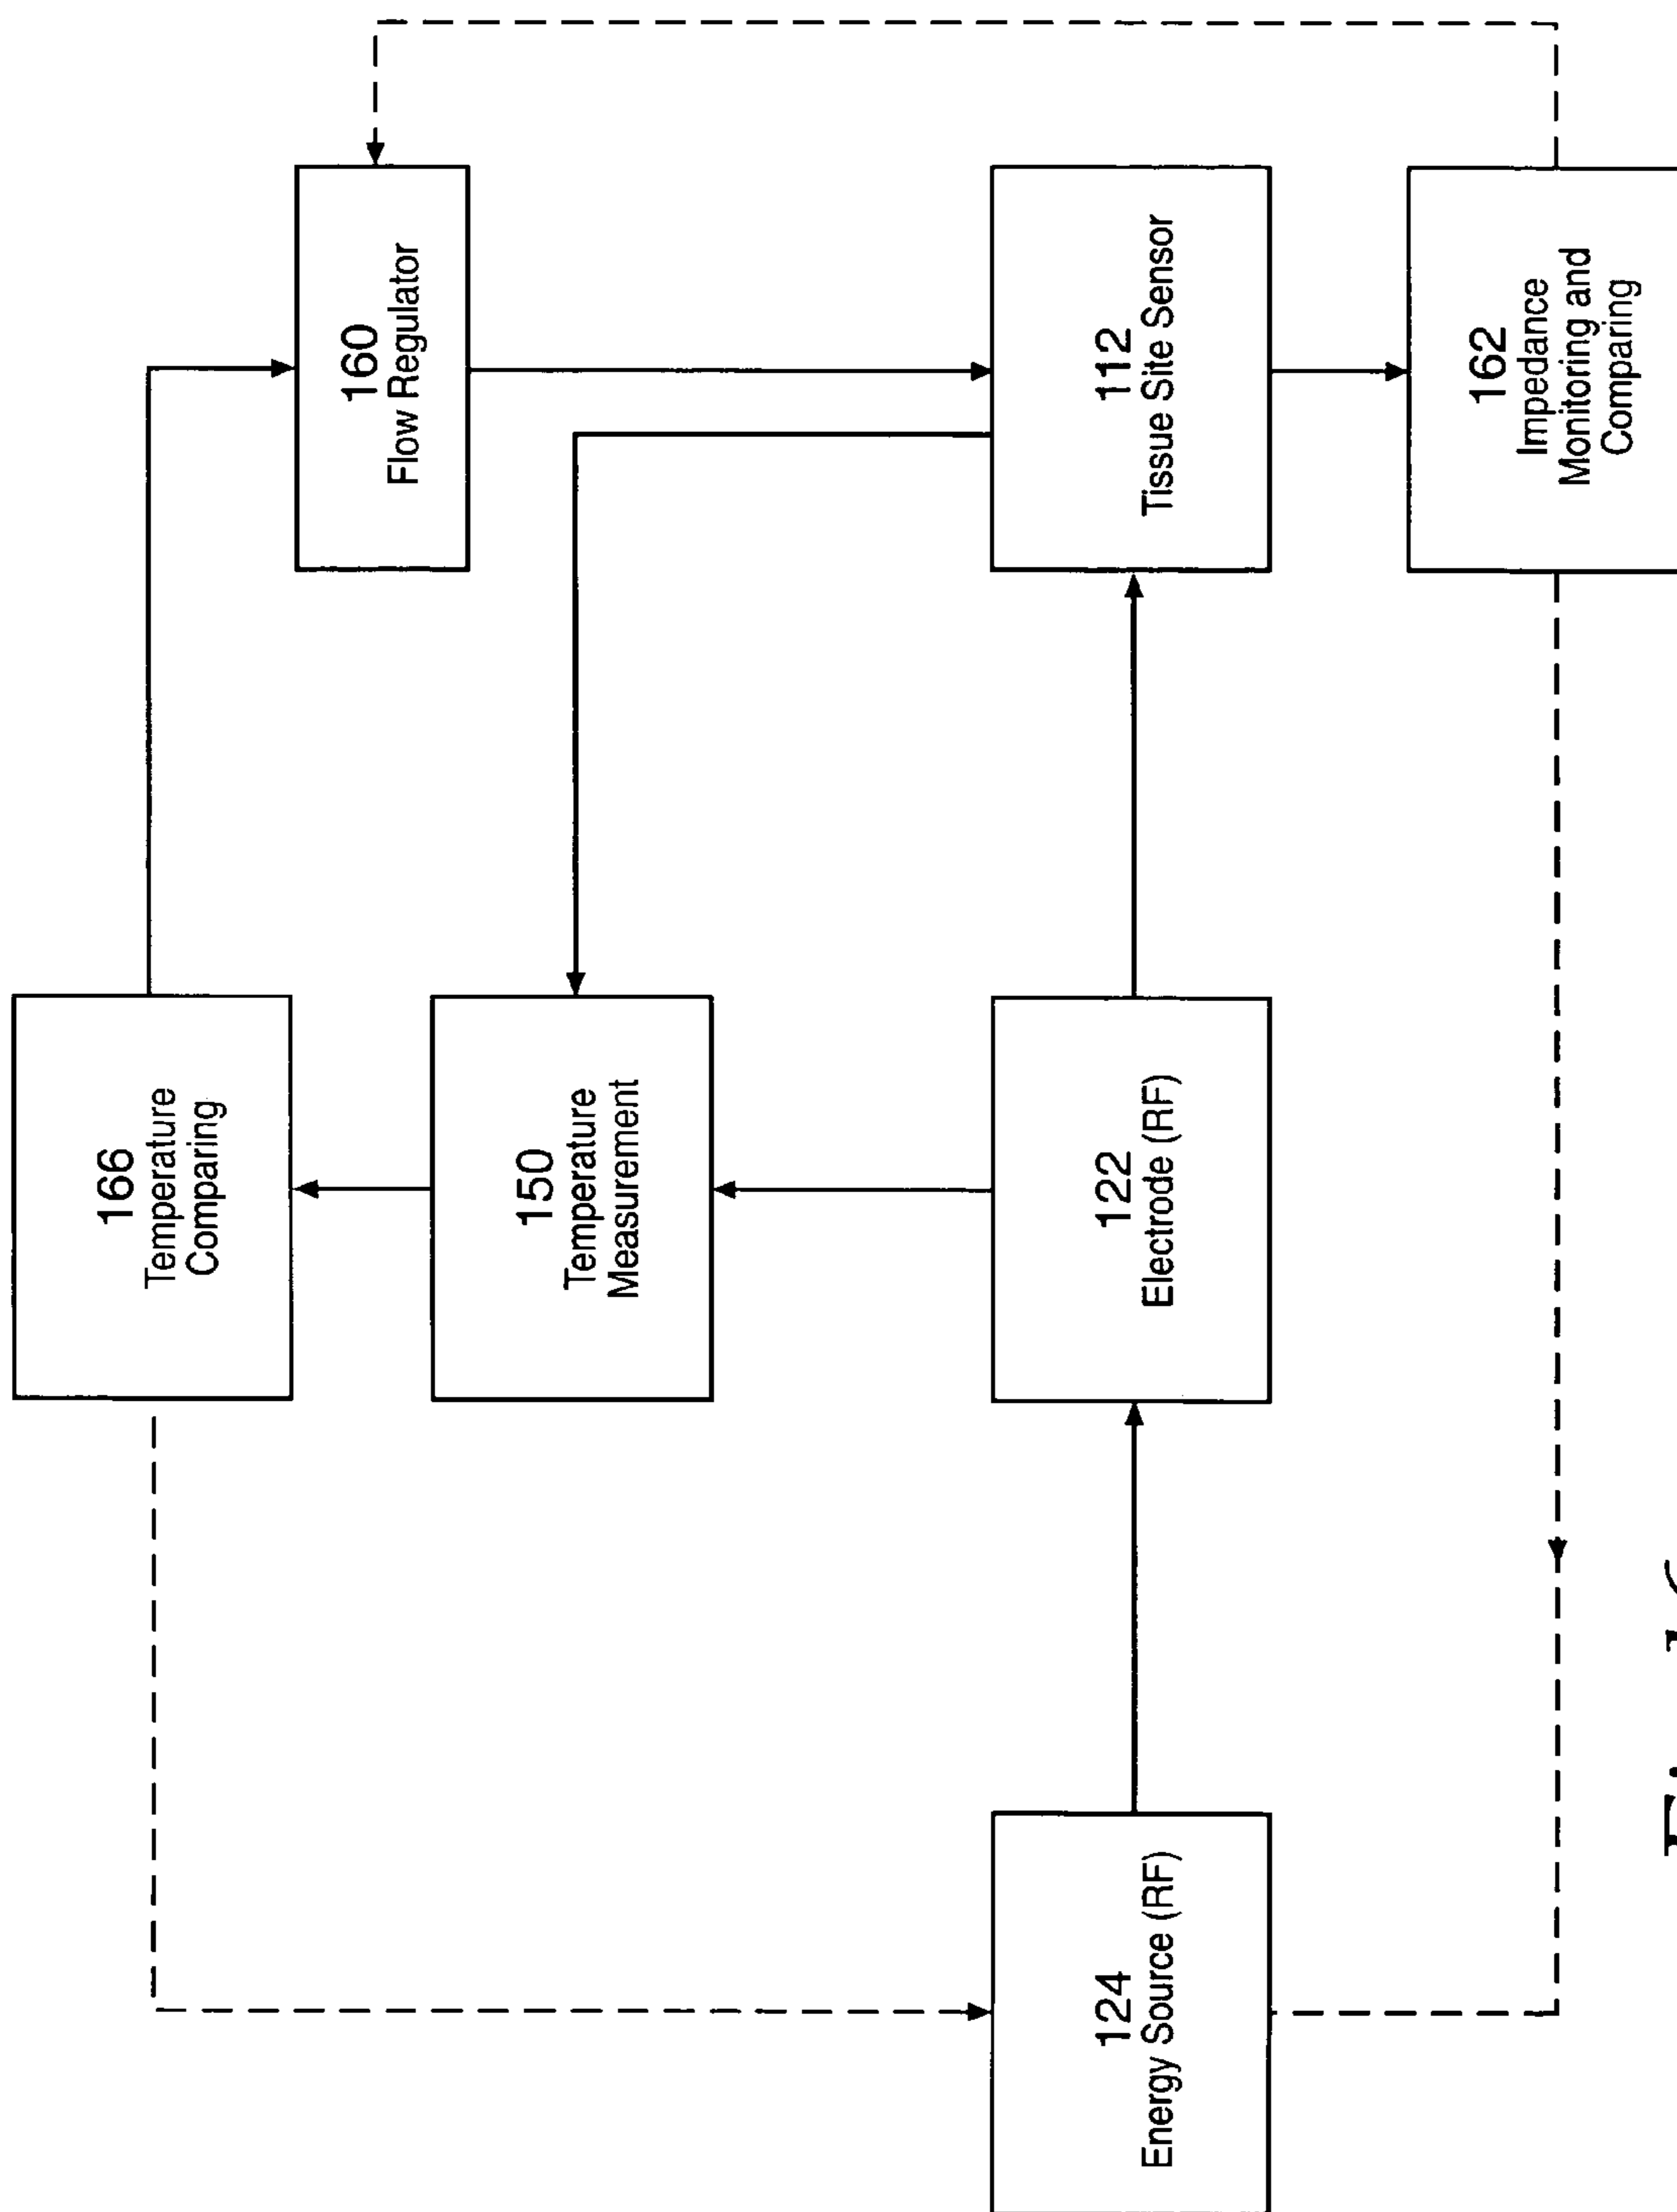 166
Temperature
Comparing
160
Flow Regulator
150
Temperature
Measurement
124
Energy Source (RF)
122
Electrode (RF)
112
Tissue Site Sensor
162
Impedance
Monitoring and
Comparing